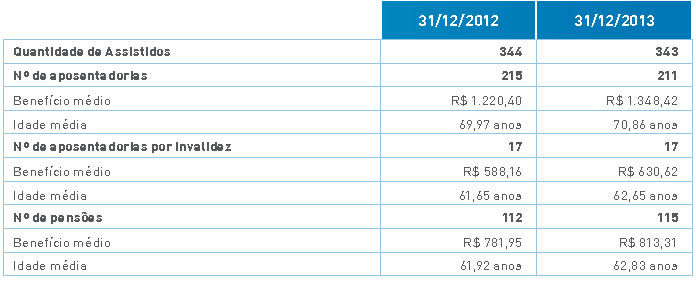 31/12/2012 31/12/2013
Quantidade de Assistidos 344 343
Nº de aposentadorias 215 211
Benefício médio R$ 1.220,40 R$ 1.348,42
Idade média 69,97 anos 70,86 anos
Nº de aposentadorias por invalidez 17 17
Benefício médio R$ 588,16 R$ 630,62
Idade média 61,65 anos 62,65 anos
Nº de pensões 112 115
Benefício médio R$ 781,95 R$ 813,31
Idade média 61,92 anos 62,83 anos